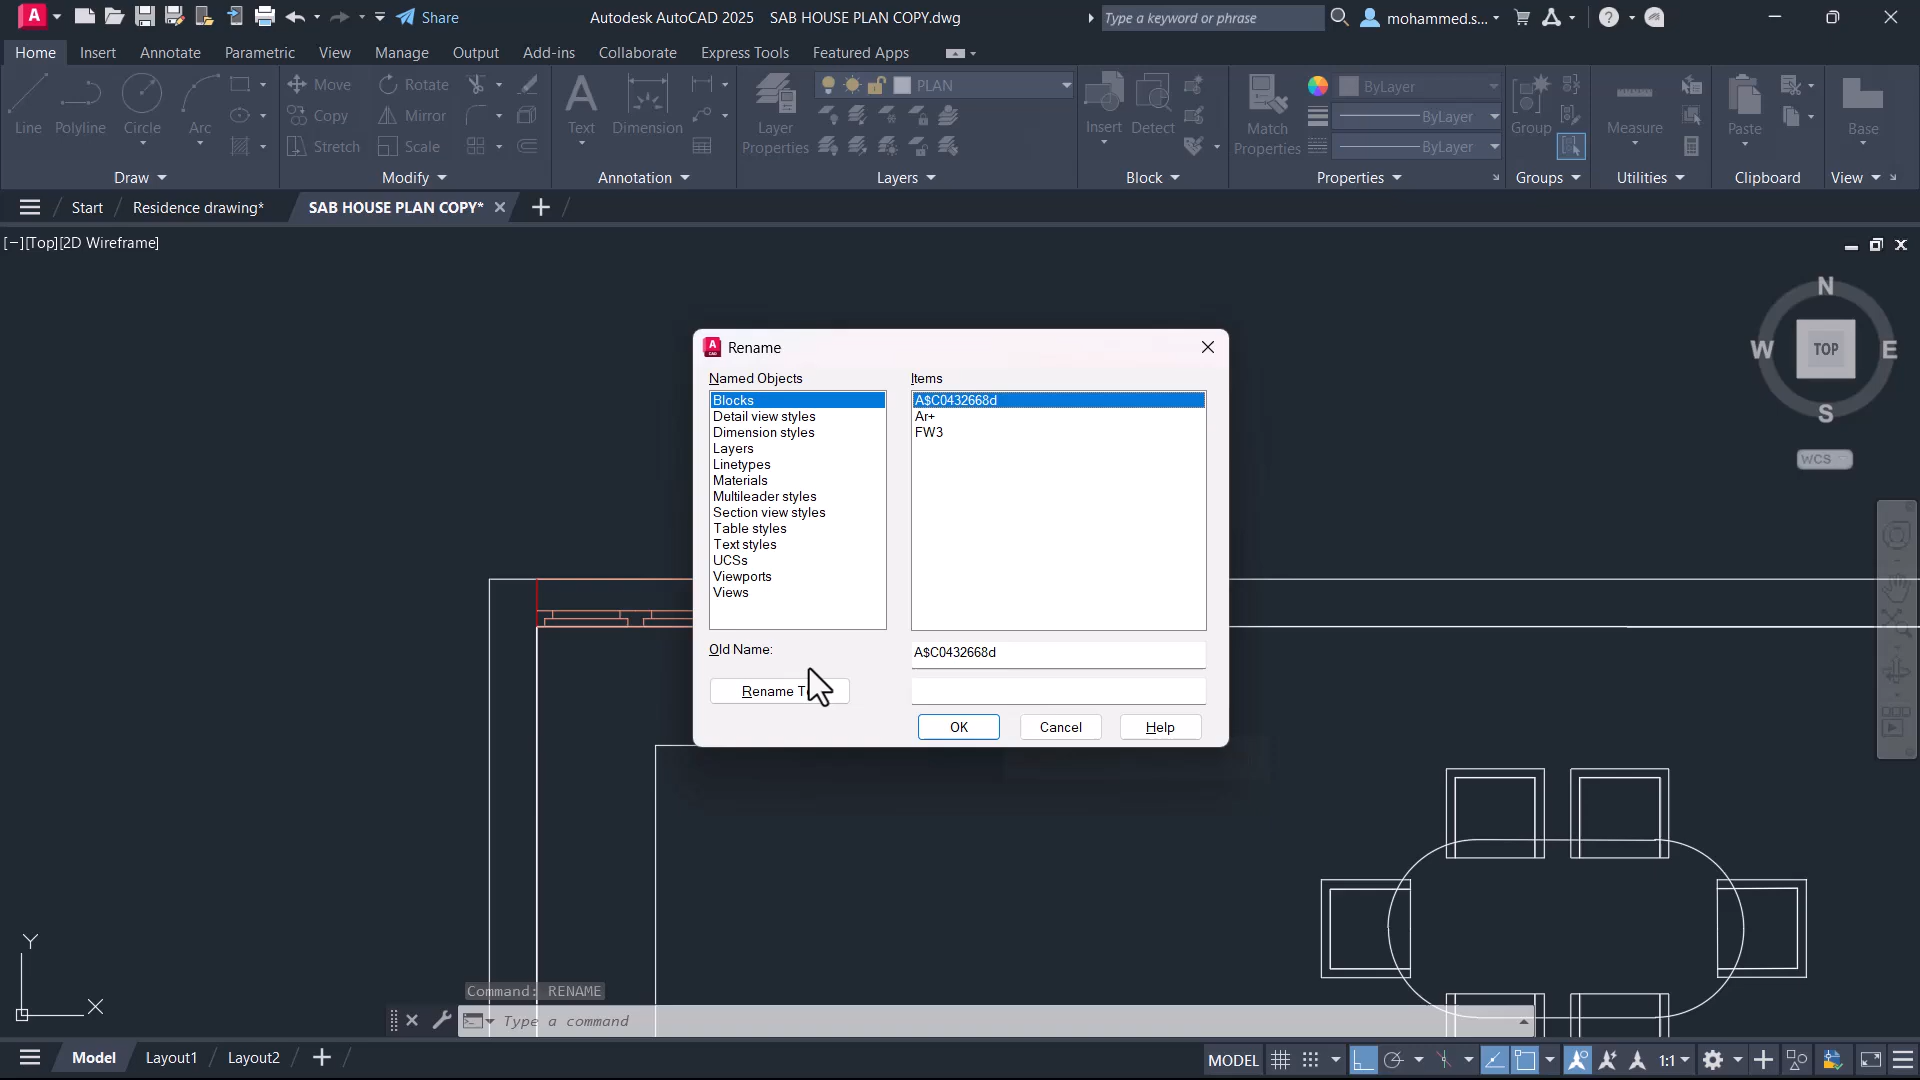 Share
Autodesk AutoCAD 2025 SAB HOUSE PLAN COPY.dwg
Type a keyword or phrase
mohammed.s...
Home Insert Annotate Parametric View Manage Output Add-ins Collaborate Express Tools Featured Apps
Line
Polyline
Circle
Arc
Move
Rotate
Copy
Mirror
Stretch
Scale
Text
Dimension
Layer
Properties
PLAN
Insert
Detect
Match
Properties
ByLayer
ByLayer
ByLayer
Group
Measure
Paste
Base
Draw Modify Annotation Layers Block Properties Groups Utilities Clipboard View
Start Residence drawing* SAB HOUSE PLAN COPY*
[−][Top][2D Wireframe]
N
W TOP E
S
WCS
Rename
Named Objects
Blocks
Detail view styles
Dimension styles
Layers
Linetypes
Materials
Multileader styles
Section view styles
Table styles
Text styles
UCSs
Viewports
Views
Items
A$C0432668d
Ar+
FW3
Old Name:
A$C0432668d
Rename T
OK Cancel Help
Y
X
Command: RENAME
Type a command
Model Layout1 Layout2
MODEL
1:1